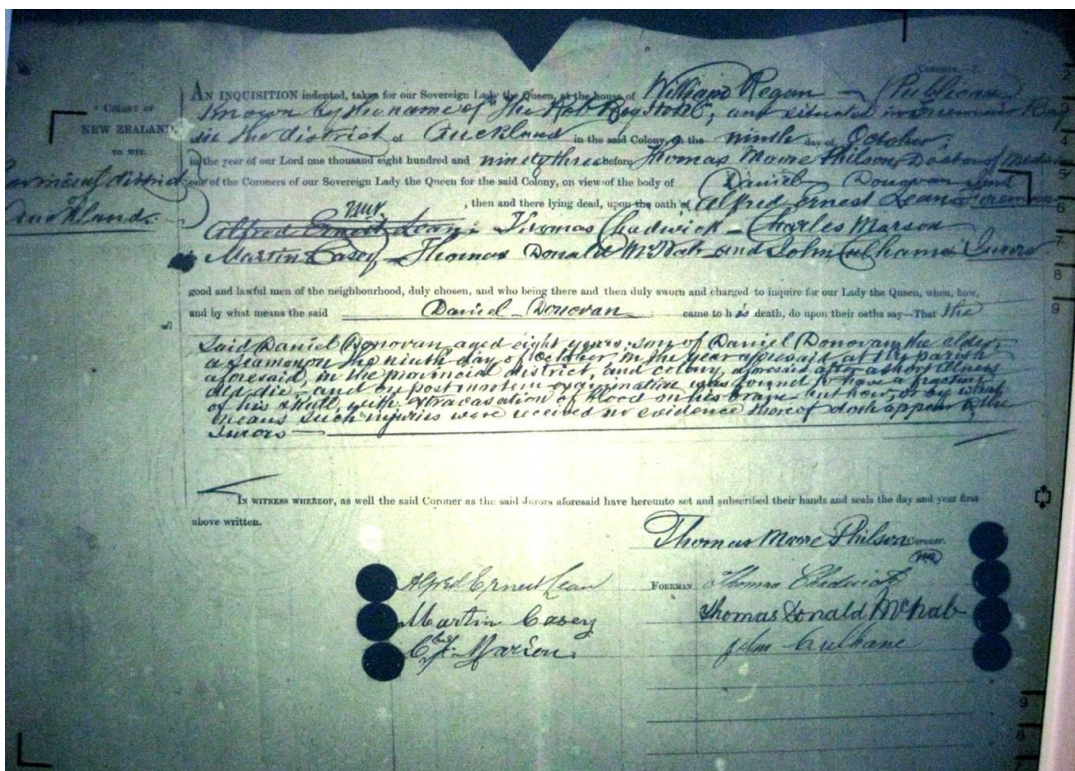 Coroner
AN INQUISITION indented, taken for our Sovereign Lady the Queen, at the house of William Regan — Publican
Known by the name of "The Rob Roy Hotel", and situated in Freemans Bay
COLONY OF
NEW ZEALAND,
TO WIT.
in the district of Auckland in the said Colony, on the ninth day of October
in the year of our Lord one thousand eight hundred and ninety three before Thomas Moore Philson, Doctor of
Provincial district
one of the Coroners of our Sovereign Lady the Queen for the said Colony, on view of the body of Daniel Donovan
Auckland.
, then and there lying dead, upon the oath of Alfred Ernest Lean Foreman
Alfred Ernest Lean; Thomas Chadwick — Charles Marson
Martin Casey — Thomas Donald McNab and John Culhane Jurors
good and lawful men of the neighbourhood, duly chosen, and who being there and then duly sworn and charged to inquire for our Lady the Queen, when, how,
and by what means the said Daniel — Donovan came to his death, do upon their oaths say—That the
Said Daniel Donovan, aged eight years, son of Daniel Donovan the elder,
a seaman on the ninth day of October, in the year aforesaid, at the parish
aforesaid, in the provincial district, and colony, aforesaid after a short illness
did die; and by post mortem examination was found to have a fracture
of his skull, with extravasation of blood on his brain but how, or by what
means such injuries were received no evidence thereof doth appear to the
Jurors
IN WITNESS WHEREOF, as well the said Coroner as the said Jurors aforesaid have hereunto set and subscribed their hands and seals the day and year first
above written.
Thomas Moore Philson Coroner.
Alfred Ernest Lean FOREMAN Thomas Chadwick
Martin Casey Thomas Donald McNab
C. F. Marson. John Culhane